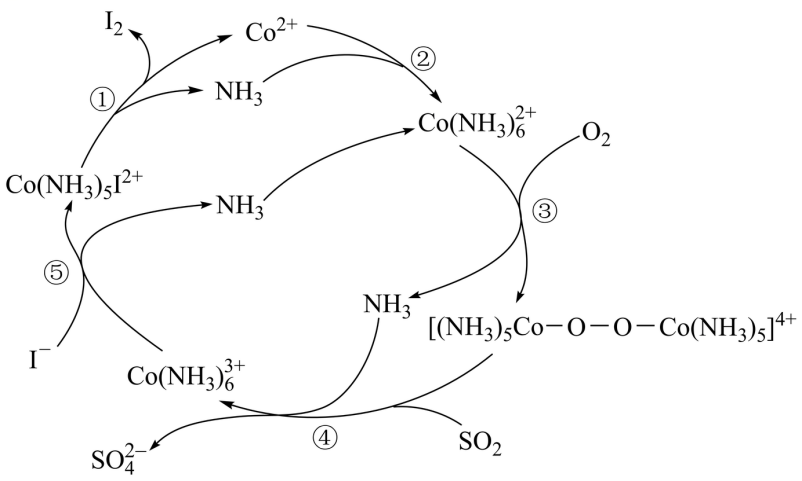 I₂
Co²⁺
②
①
NH₃
Co(NH₃)₆²⁺
O₂
Co(NH₃)₅I²⁺
NH₃
③
⑤
NH₃
[(NH₃)₅Co—O—O—Co(NH₃)₅]⁴⁺
I⁻
Co(NH₃)₆³⁺
④
SO₂
SO₄²⁻